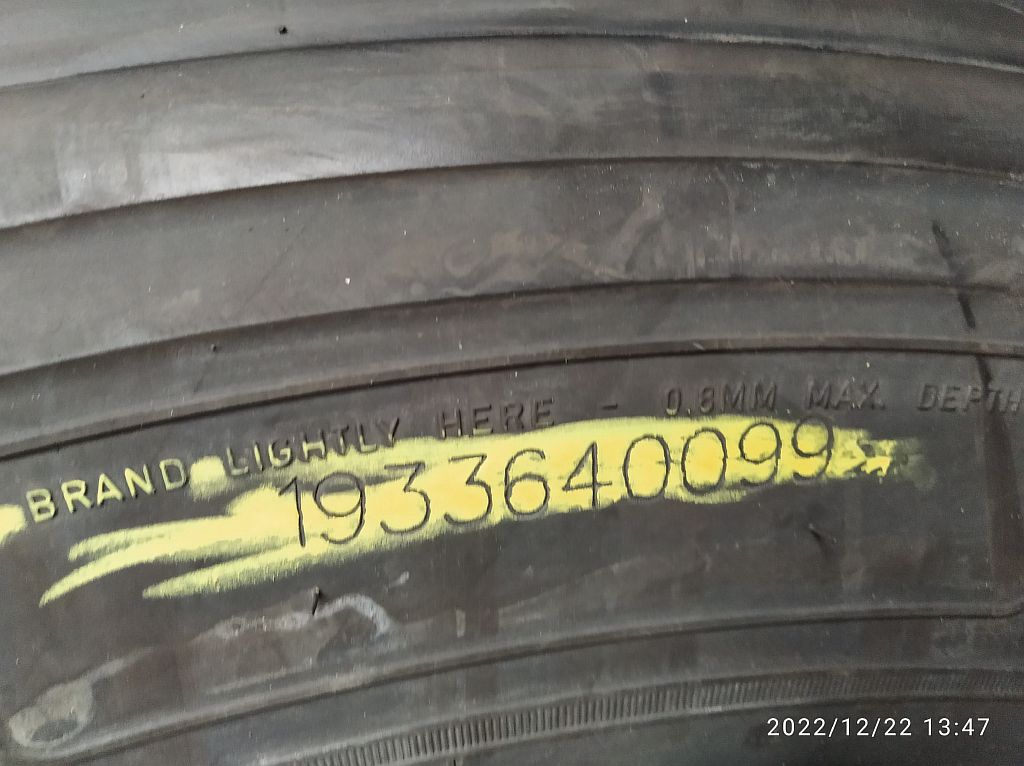 BRAND LIGHTLY HERE - 0.8MM MAX. DEPTH
1933640099
2022/12/22 13:47